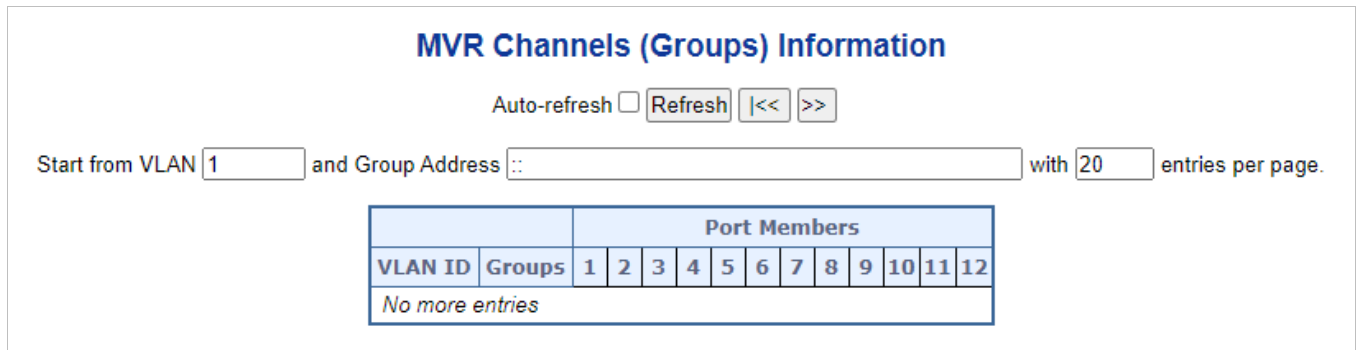 MVR Channels (Groups) Information
Auto-refresh Refresh |<< >>
Start from VLAN 1 and Group Address :: with 20 entries per page.
Port Members
VLAN ID Groups 1 2 3 4 5 6 7 8 9 10 11 12
No more entries